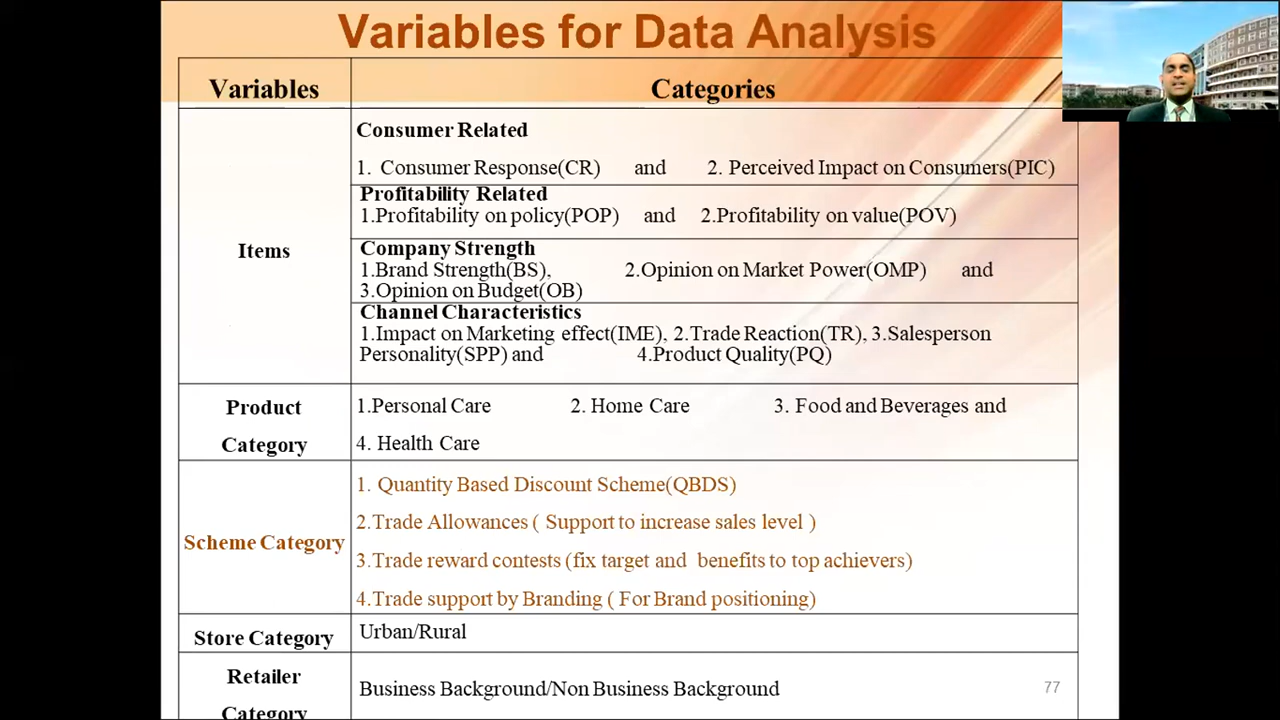 Variables for Data Analysis
Variables
Categories
Items
Consumer Related
1. Consumer Response(CR) and 2. Perceived Impact on Consumers(PIC)
Profitability Related
1.Profitability on policy(POP) and 2.Profitability on value(POV)
Company Strength
1.Brand Strength(BS), 2.Opinion on Market Power(OMP) and
3.Opinion on Budget(OB)
Channel Characteristics
1.Impact on Marketing effect(IME), 2.Trade Reaction(TR), 3.Salesperson
Personality(SPP) and 4.Product Quality(PQ)
Product
Category
1.Personal Care 2. Home Care 3. Food and Beverages and
4. Health Care
Scheme Category
1. Quantity Based Discount Scheme(QBDS)
2.Trade Allowances ( Support to increase sales level )
3.Trade reward contests (fix target and benefits to top achievers)
4.Trade support by Branding ( For Brand positioning)
Store Category
Urban/Rural
Retailer
Category
Business Background/Non Business Background
77